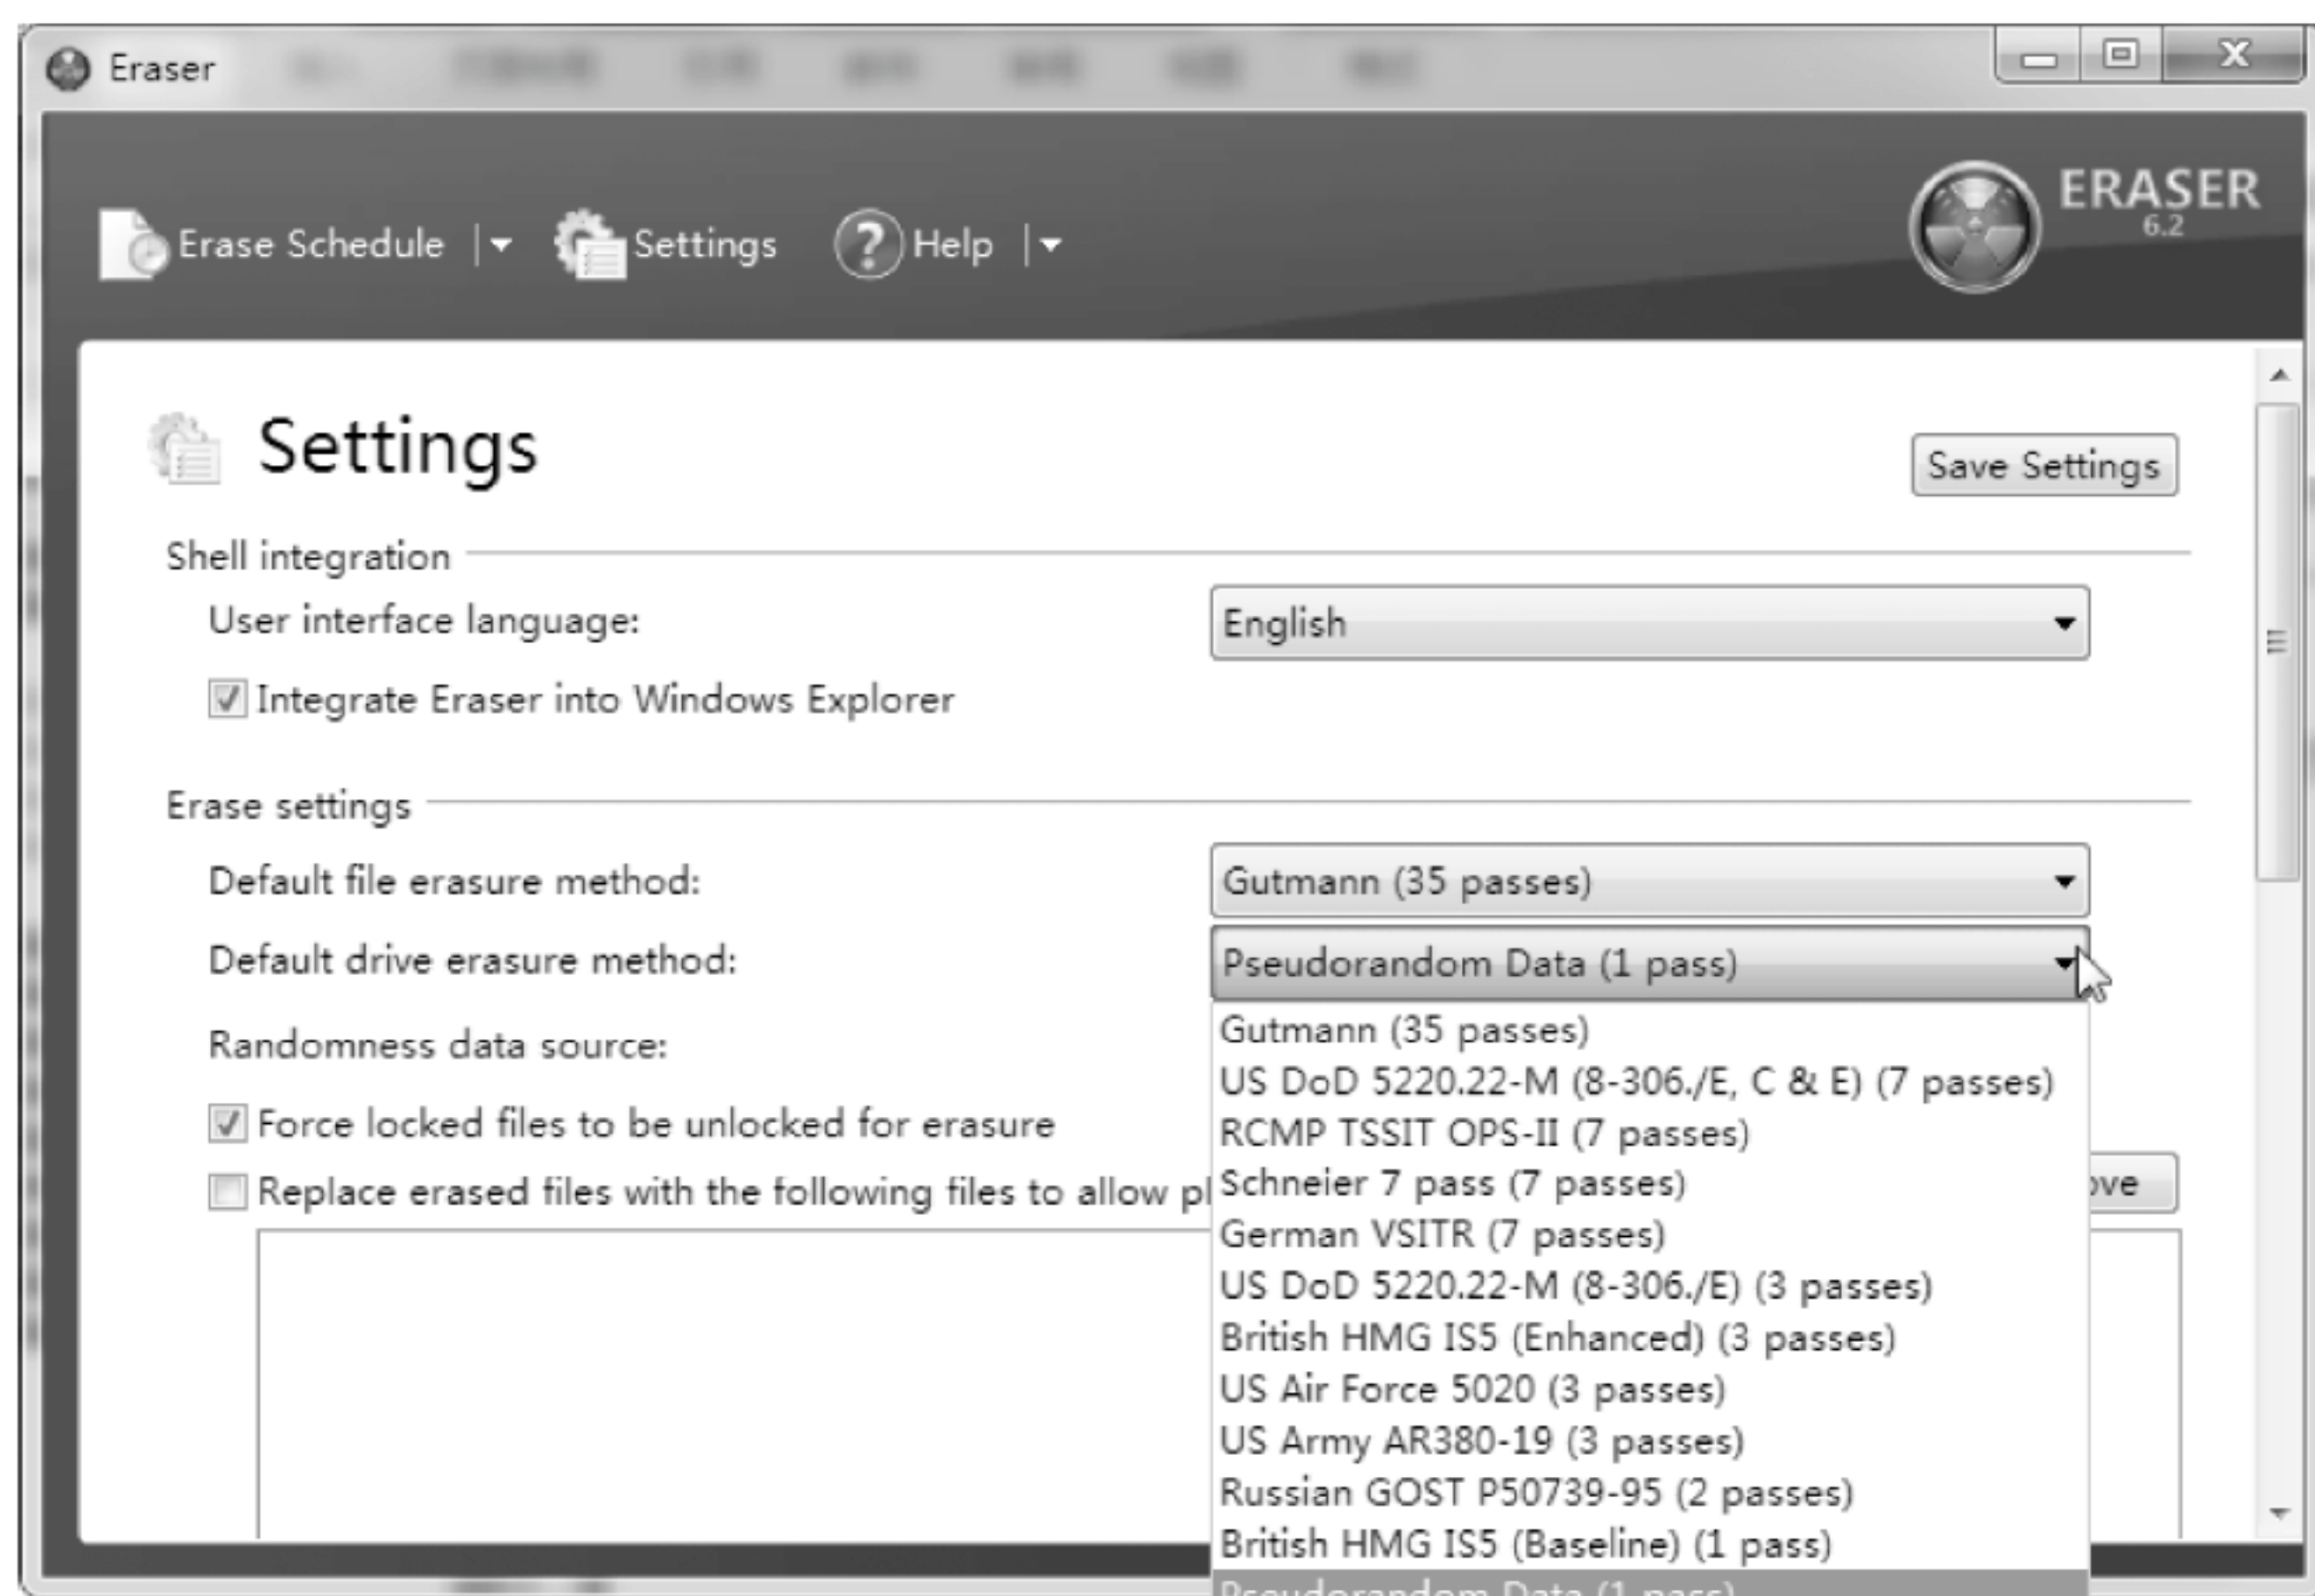 Eraser
ERASER
6.2
Erase Schedule
Settings
Help
Settings
Save Settings
Shell integration
User interface language:
English
Integrate Eraser into Windows Explorer
Erase settings
Default file erasure method:
Gutmann (35 passes)
Default drive erasure method:
Pseudorandom Data (1 pass)
Gutmann (35 passes)
Randomness data source:
US DoD 5220.22-M (8-306./E, C & E) (7 passes)
Force locked files to be unlocked for erasure
RCMP TSSIT OPS-II (7 passes)
Replace erased files with the following files to allow
Schneier 7 pass (7 passes)
German VSITR (7 passes)
US DoD 5220.22-M (8-306./E) (3 passes)
British HMG IS5 (Enhanced) (3 passes)
US Air Force 5020 (3 passes)
US Army AR380-19 (3 passes)
Russian GOST P50739-95 (2 passes)
British HMG IS5 (Baseline) (1 pass)
Pseudorandom Data (1 pass)